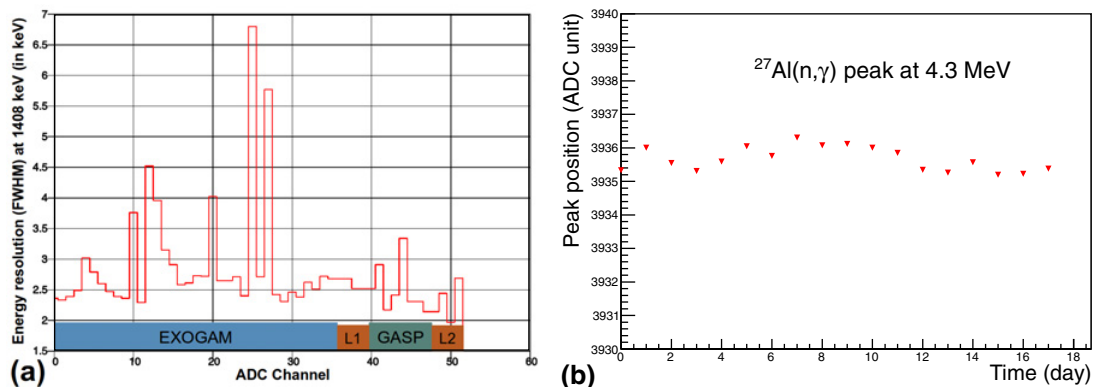 Energy resolution (FWHM) at 1408 keV (in keV)
7
6.5
6
5.5
5
4.5
4
3.5
3
2.5
2
1.5
EXOGAM L1 GASP L2
0 10 20 30 40 50 60
ADC Channel
(a)
Peak position (ADC unit)
3940
3939
3938
3937
3936
3935
3934
3933
3932
3931
3930
²⁷Al(n,γ) peak at 4.3 MeV
0 2 4 6 8 10 12 14 16 18
Time (day)
(b)